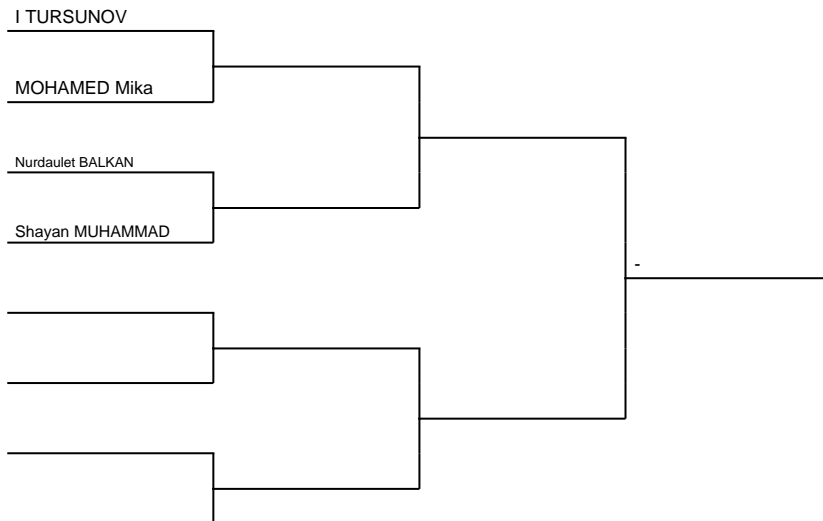 I TURSUNOV
MOHAMED Mika
Nurdaulet BALKAN
Shayan MUHAMMAD
-